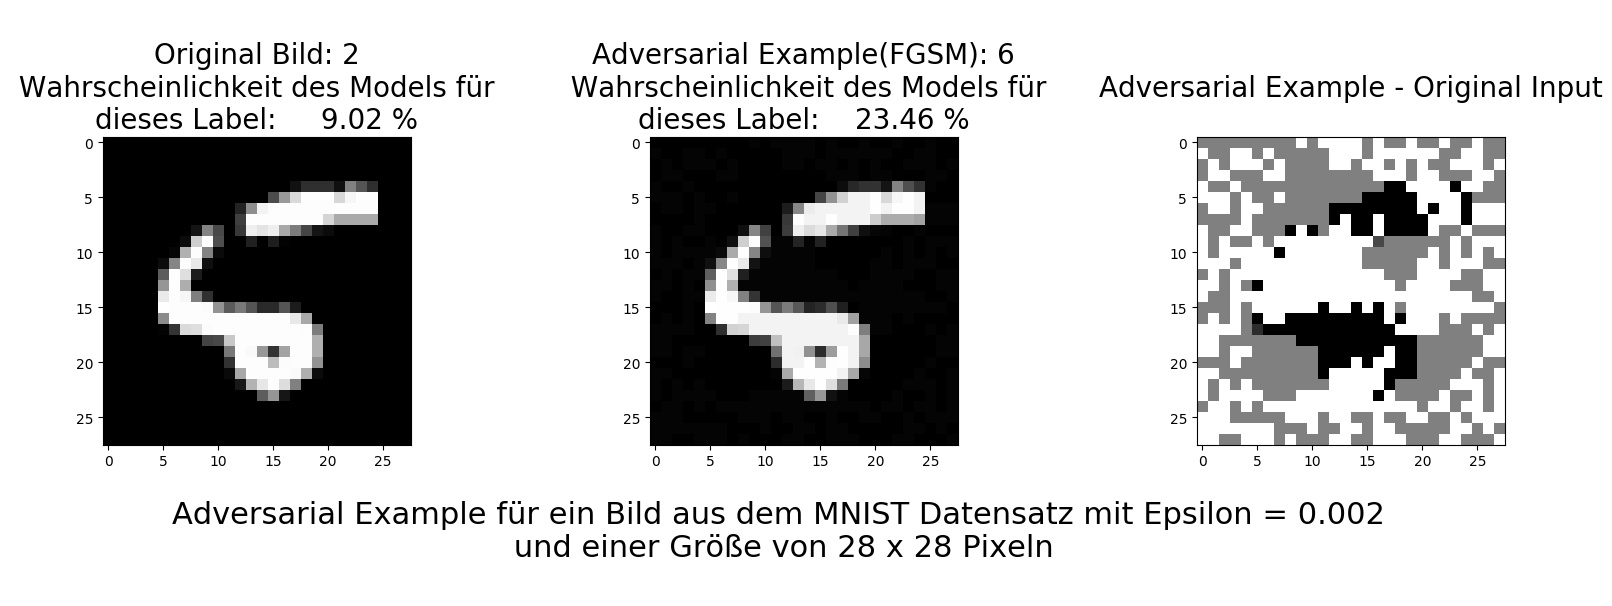 Original Bild: 2
Wahrscheinlichkeit des Models für
dieses Label: 9.02 %
0
5
10
15
20
25
0 5 10 15 20 25
Adversarial Example(FGSM): 6
Wahrscheinlichkeit des Models für
dieses Label: 23.46 %
0
5
10
15
20
25
0 5 10 15 20 25
Adversarial Example - Original Input
0
5
10
15
20
25
0 5 10 15 20 25
Adversarial Example für ein Bild aus dem MNIST Datensatz mit Epsilon = 0.002
und einer Größe von 28 x 28 Pixeln